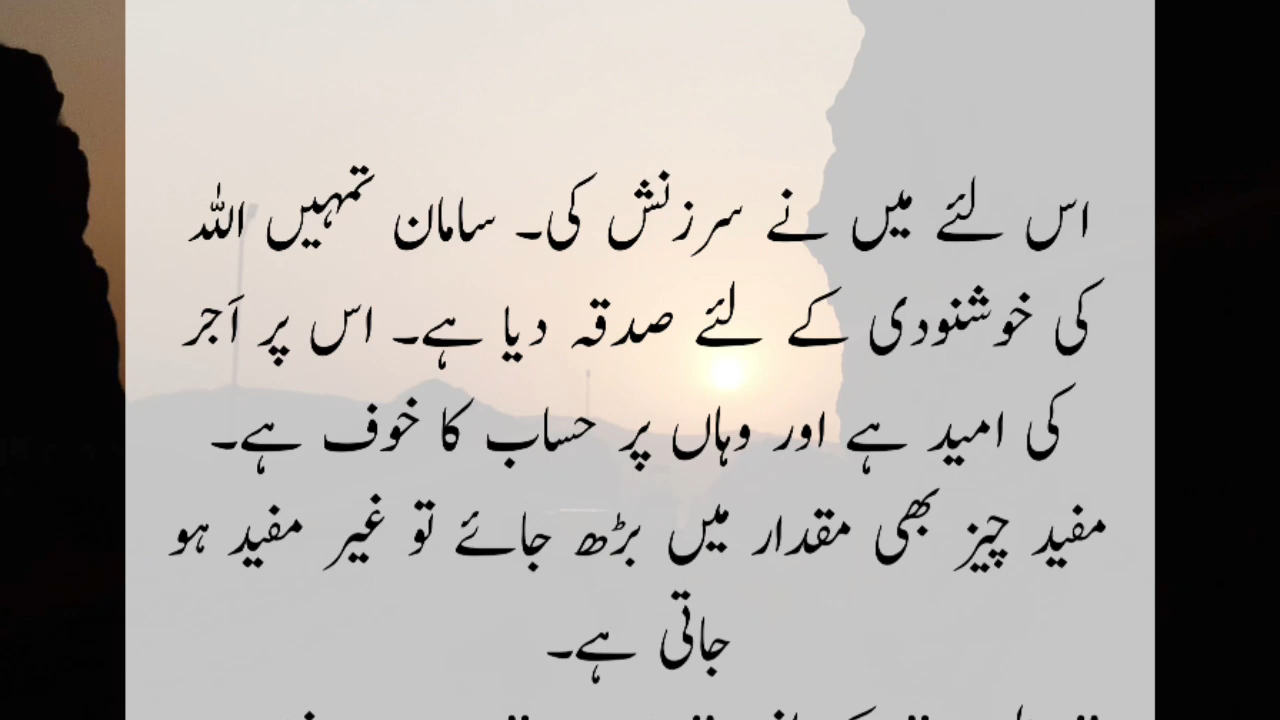 اس لئے میں نے سرزنش کی۔ سامان تمہیں اللہ
کی خوشنودی کے لئے صدقہ دیا ہے۔ اس پر اَجر
کی امید ہے اور وہاں پر حساب کا خوف ہے۔
مفید چیز بھی مقدار میں بڑھ جائے تو غیر مفید ہو
جاتی ہے۔